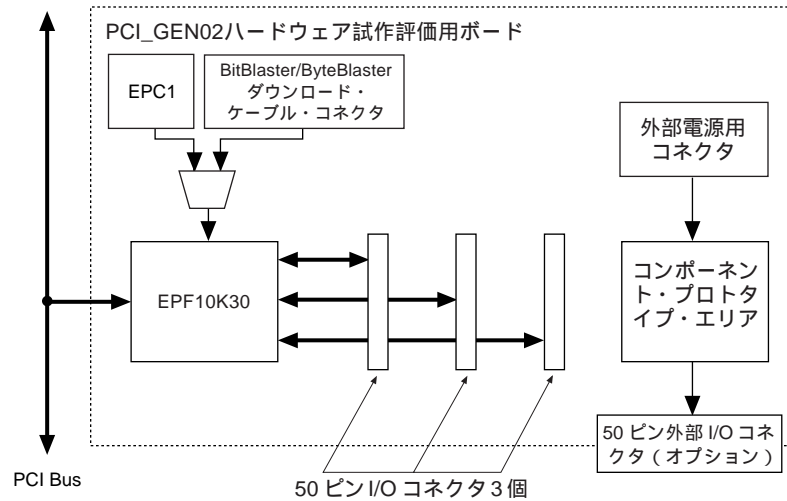 PCI_GEN02ハードウェア試作評価用ボード
EPC1
BitBlaster/ByteBlaster
ダウンロード・
ケーブル・コネクタ
外部電源用
コネクタ
EPF10K30
コンポーネン
ト・プロトタ
イプ・エリア
50 ピン外部 I/O コネ
クタ ( オプション )
PCI Bus
50 ピン I/O コネクタ 3 個